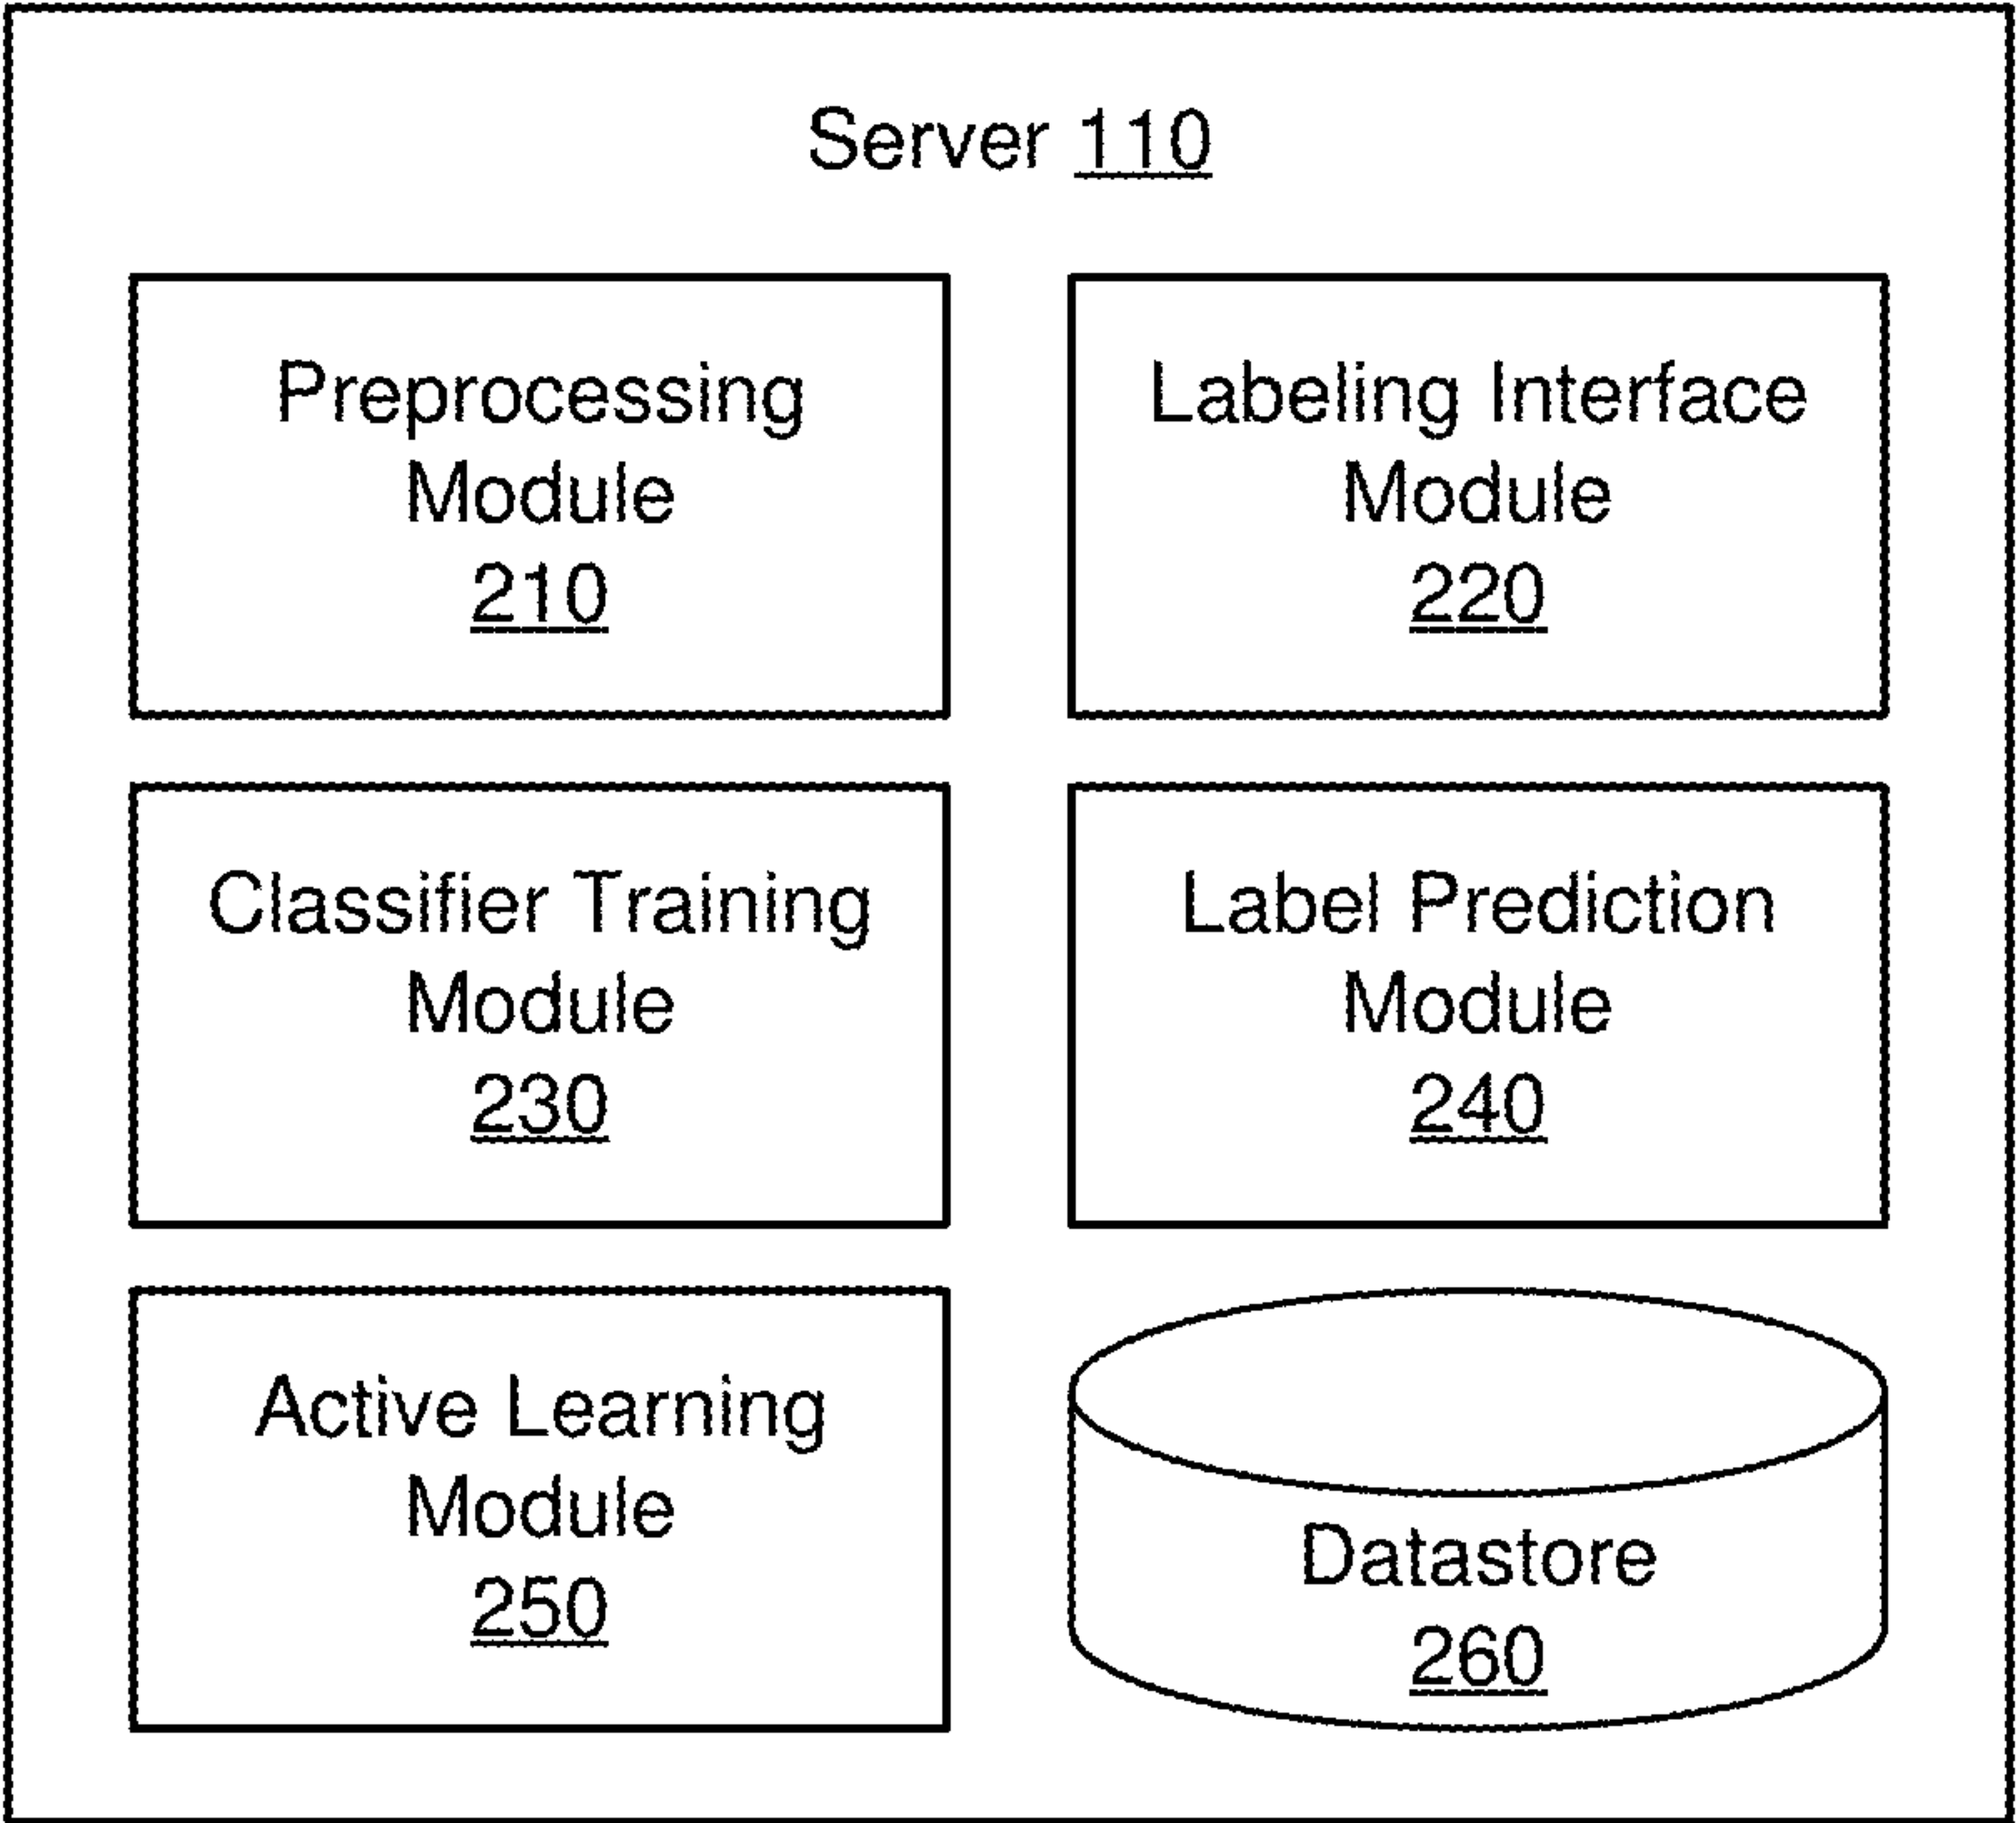 Server 110
Preprocessing
Module
210
Labeling Interface
Module
220
Classifier Training
Module
230
Label Prediction
Module
240
Active Learning
Module
250
Datastore
260